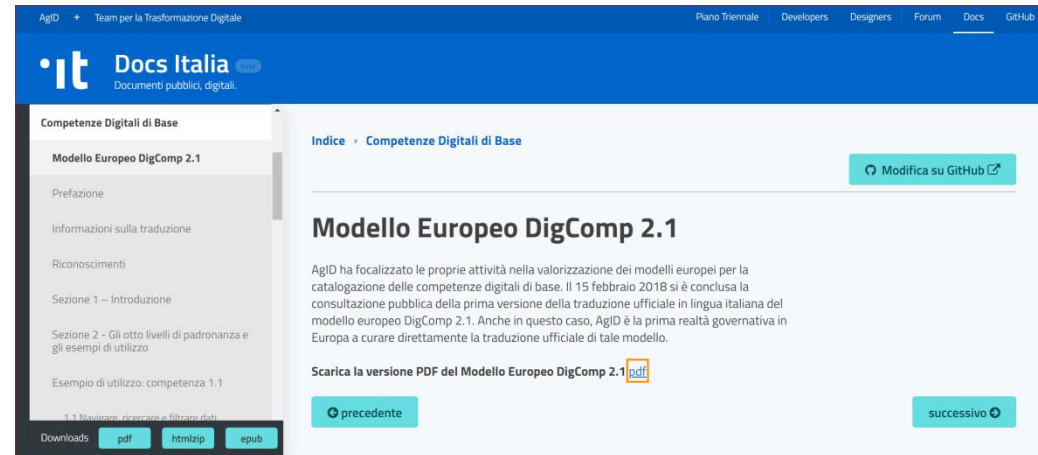 AgID + Team per la Trasformazione Digitale
Piano Triennale Developers Designers Forum Docs GitHub
Docs Italia beta
Documenti pubblici, digitali.
Competenze Digitali di Base
Modello Europeo DigComp 2.1
Prefazione
Informazioni sulla traduzione
Riconoscimenti
Sezione 1 – Introduzione
Sezione 2 - Gli otto livelli di padronanza e
gli esempi di utilizzo
Esempio di utilizzo: competenza 1.1
1.1 Navigare, ricercare e filtrare dati
Downloads pdf htmlzip epub
Indice › Competenze Digitali di Base
Modifica su GitHub
Modello Europeo DigComp 2.1
AgID ha focalizzato le proprie attività nella valorizzazione dei modelli europei per la
catalogazione delle competenze digitali di base. Il 15 febbraio 2018 si è conclusa la
consultazione pubblica della prima versione della traduzione ufficiale in lingua italiana del
modello europeo DigComp 2.1. Anche in questo caso, AgID è la prima realtà governativa in
Europa a curare direttamente la traduzione ufficiale di tale modello.
Scarica la versione PDF del Modello Europeo DigComp 2.1 pdf
precedente
successivo